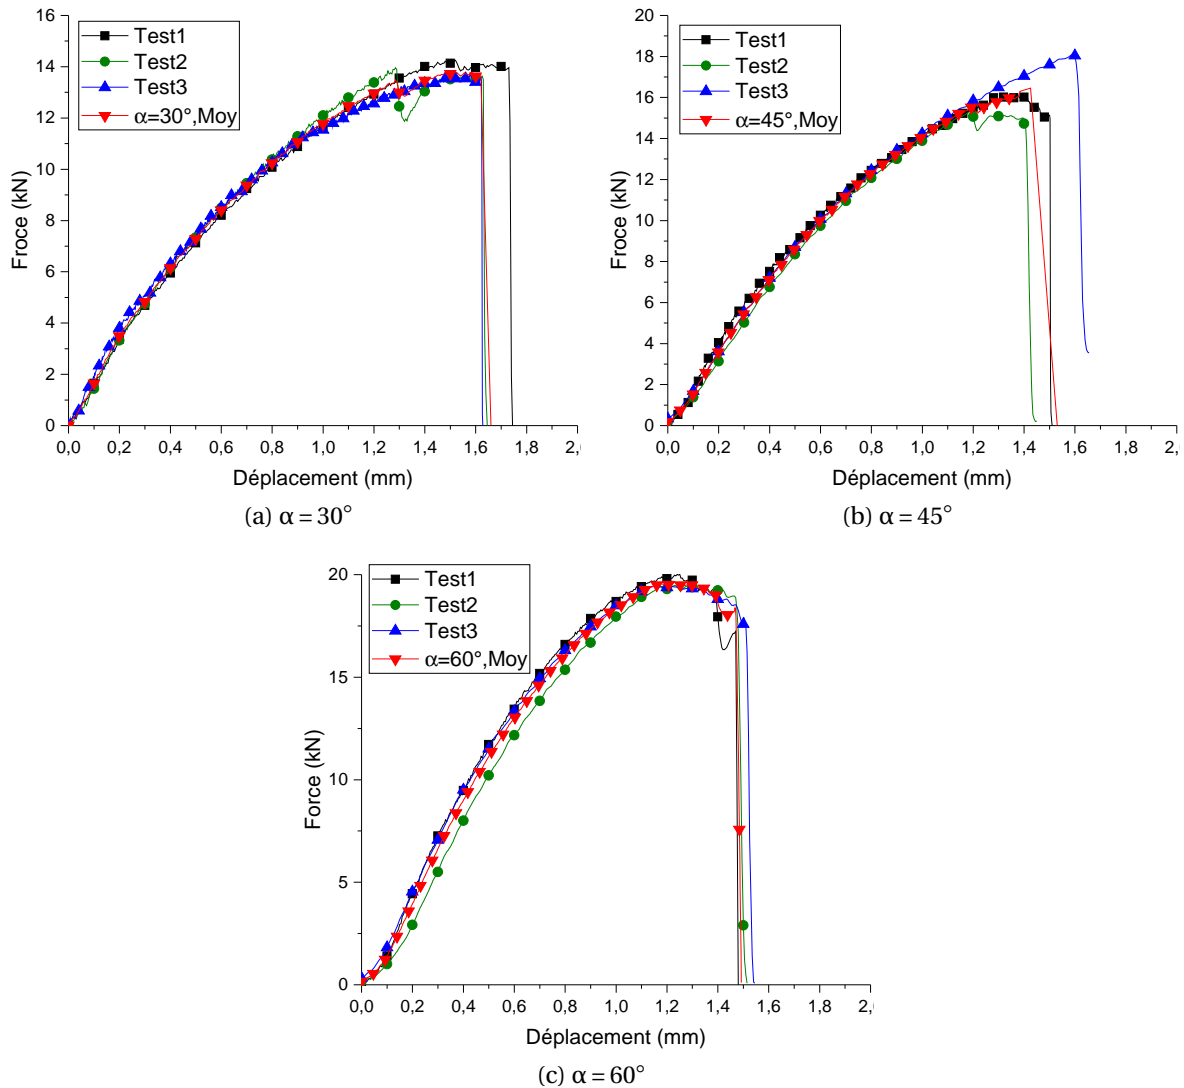 16
14
12
10
8
6
4
2
0
Froce (kN)
Test1
Test2
Test3
α=30°,Moy
0,0 0,2 0,4 0,6 0,8 1,0 1,2 1,4 1,6 1,8 2,
Déplacement (mm)
(a) α = 30°
20
18
16
14
12
10
8
6
4
2
0
Froce (kN)
Test1
Test2
Test3
α=45°,Moy
0,0 0,2 0,4 0,6 0,8 1,0 1,2 1,4 1,6 1,8 2,
Déplacement (mm)
(b) α = 45°
20
15
10
5
0
Force (kN)
Test1
Test2
Test3
α=60°,Moy
0,0 0,2 0,4 0,6 0,8 1,0 1,2 1,4 1,6 1,8 2,
Déplacement (mm)
(c) α = 60°